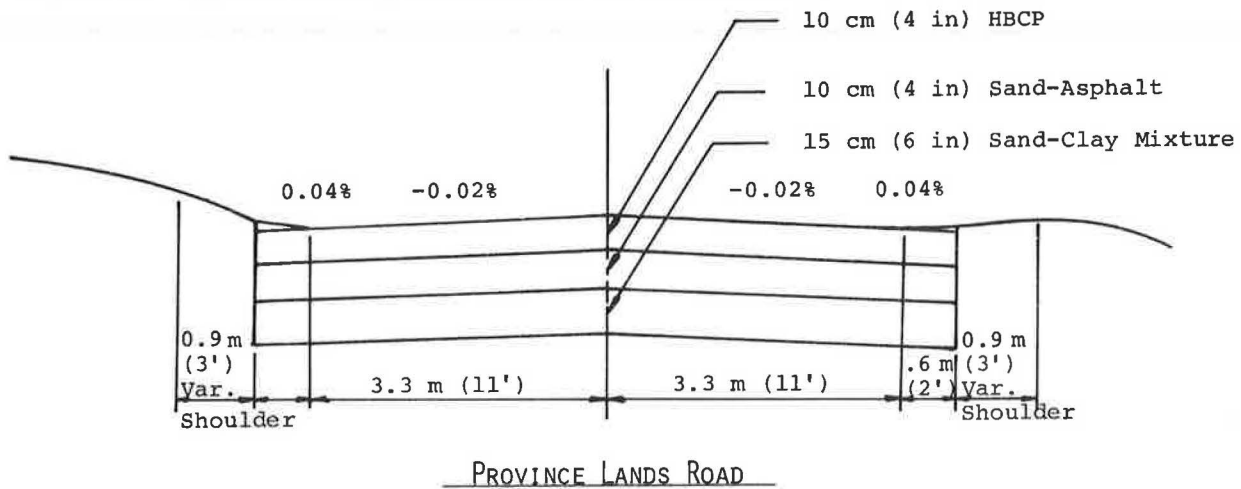 10 cm (4 in) HBCP
10 cm (4 in) Sand-Asphalt
15 cm (6 in) Sand-Clay Mixture
0.04% -0.02% -0.02% 0.04%
0.9 m
(3')
Var.
Shoulder
3.3 m (11')
3.3 m (11')
.6 m
(2')
0.9 m
(3')
Var.
Shoulder
PROVINCE LANDS ROAD